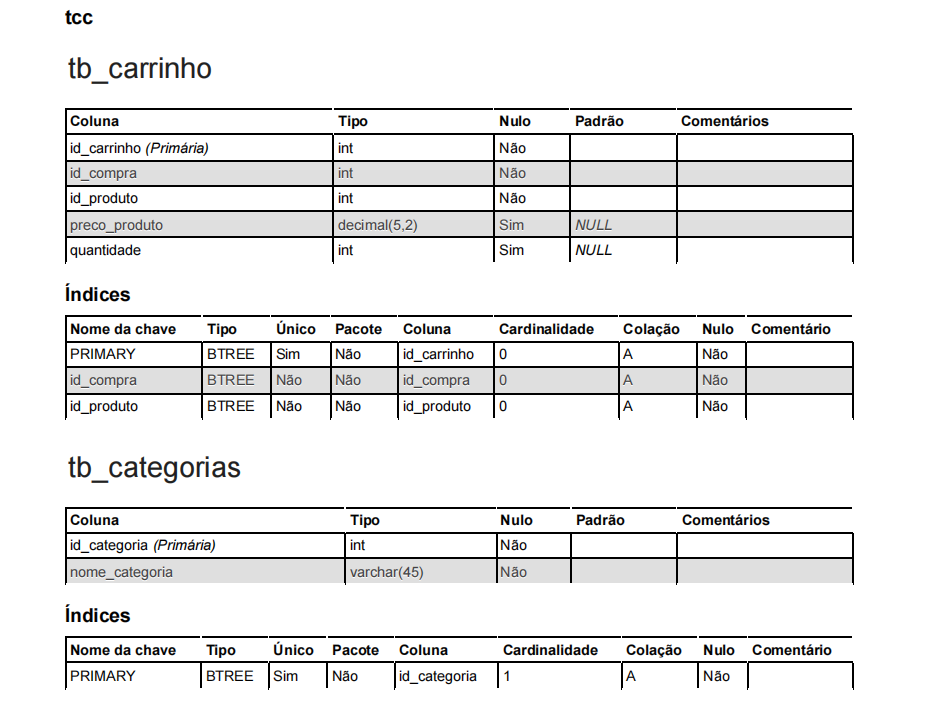 tcc
tb_carrinho
Coluna Tipo Nulo Padrão Comentários
id_carrinho (Primária) int Não
id_compra int Não
id_produto int Não
preco_produto decimal(5,2) Sim NULL
quantidade int Sim NULL
Índices
Nome da chave Tipo Único Pacote Coluna Cardinalidade Colação Nulo Comentário
PRIMARY BTREE Sim Não id_carrinho 0 A Não
id_compra BTREE Não Não id_compra 0 A Não
id_produto BTREE Não Não id_produto 0 A Não
tb_categorias
Coluna Tipo Nulo Padrão Comentários
id_categoria (Primária) int Não
nome_categoria varchar(45) Não
Índices
Nome da chave Tipo Único Pacote Coluna Cardinalidade Colação Nulo Comentário
PRIMARY BTREE Sim Não id_categoria 1 A Não